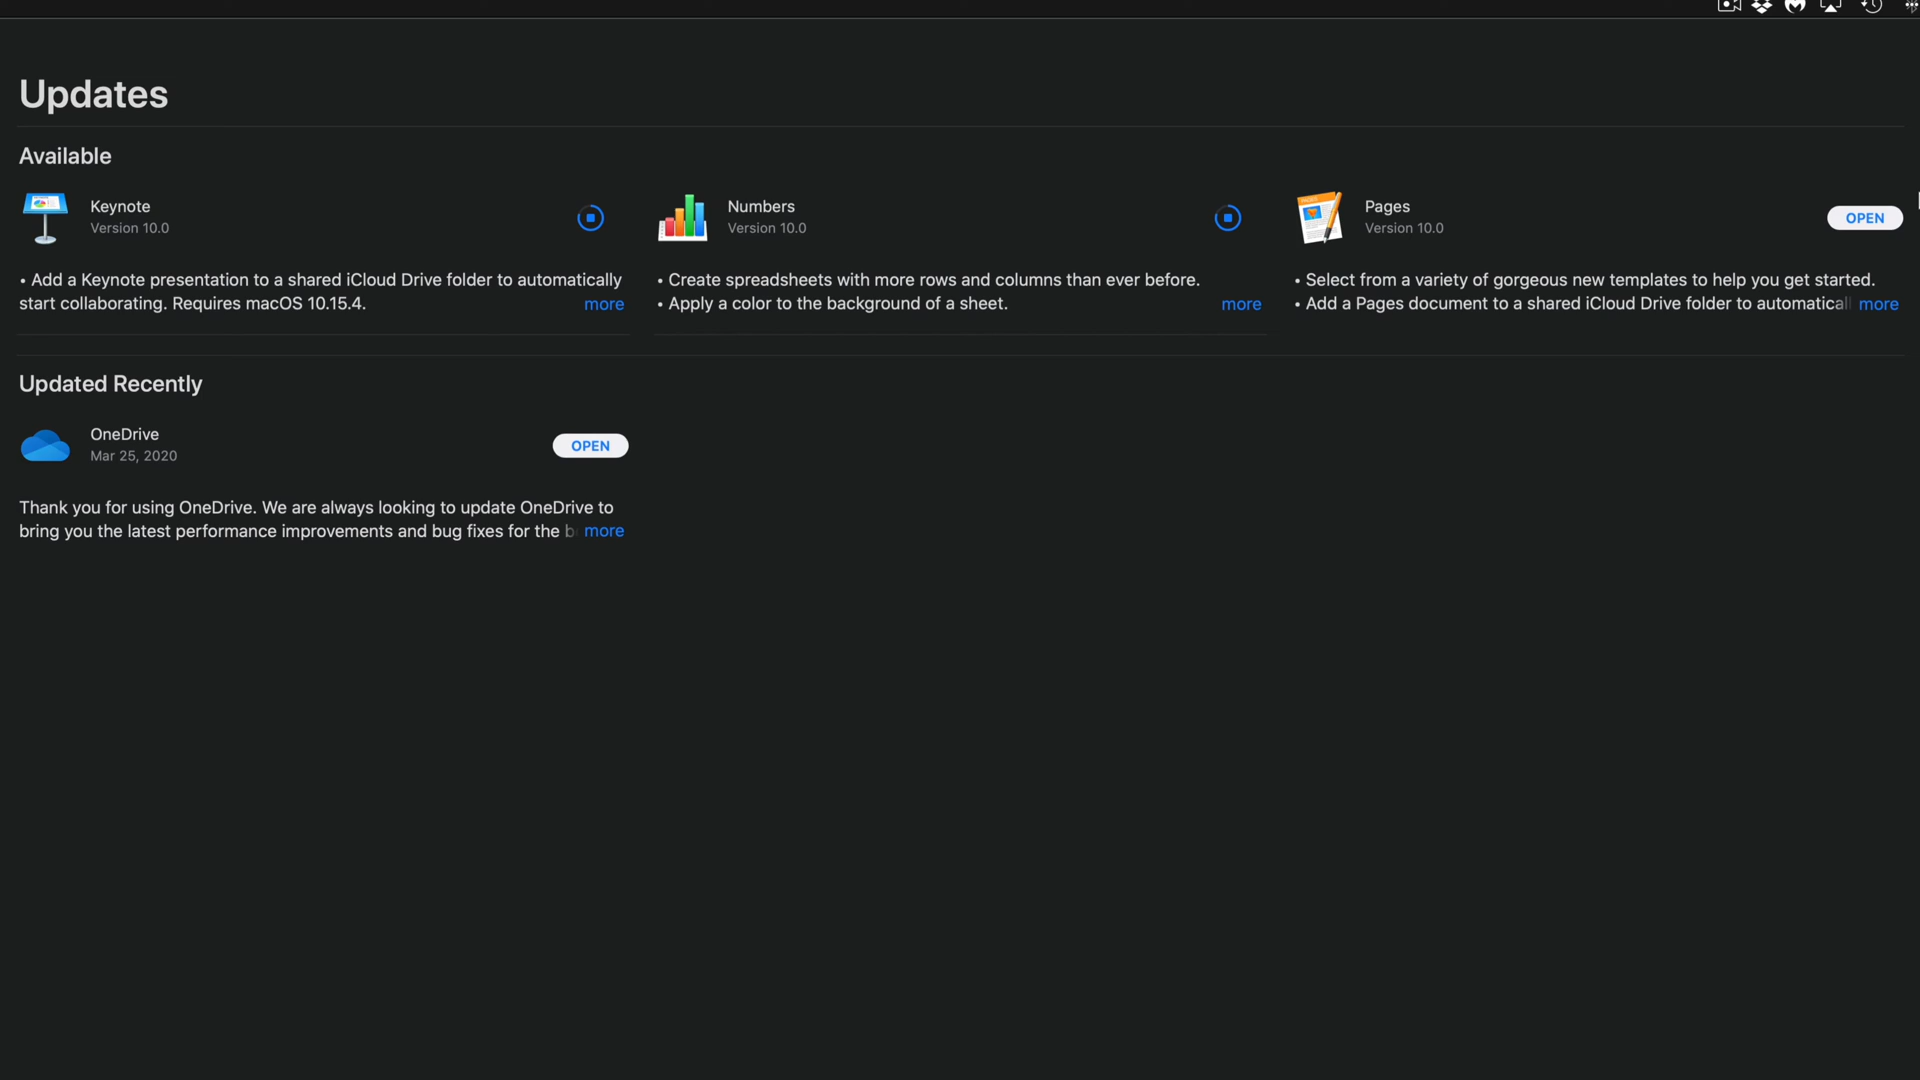 Updates
Available
Keynote
Version 10.0
• Add a Keynote presentation to a shared iCloud Drive folder to automatically
start collaborating. Requires macOS 10.15.4.
more
Numbers
Version 10.0
• Create spreadsheets with more rows and columns than ever before.
• Apply a color to the background of a sheet.
more
Pages
Version 10.0
OPEN
• Select from a variety of gorgeous new templates to help you get started.
• Add a Pages document to a shared iCloud Drive folder to automatical
more
Updated Recently
OneDrive
Mar 25, 2020
OPEN
Thank you for using OneDrive. We are always looking to update OneDrive to
bring you the latest performance improvements and bug fixes for the
more